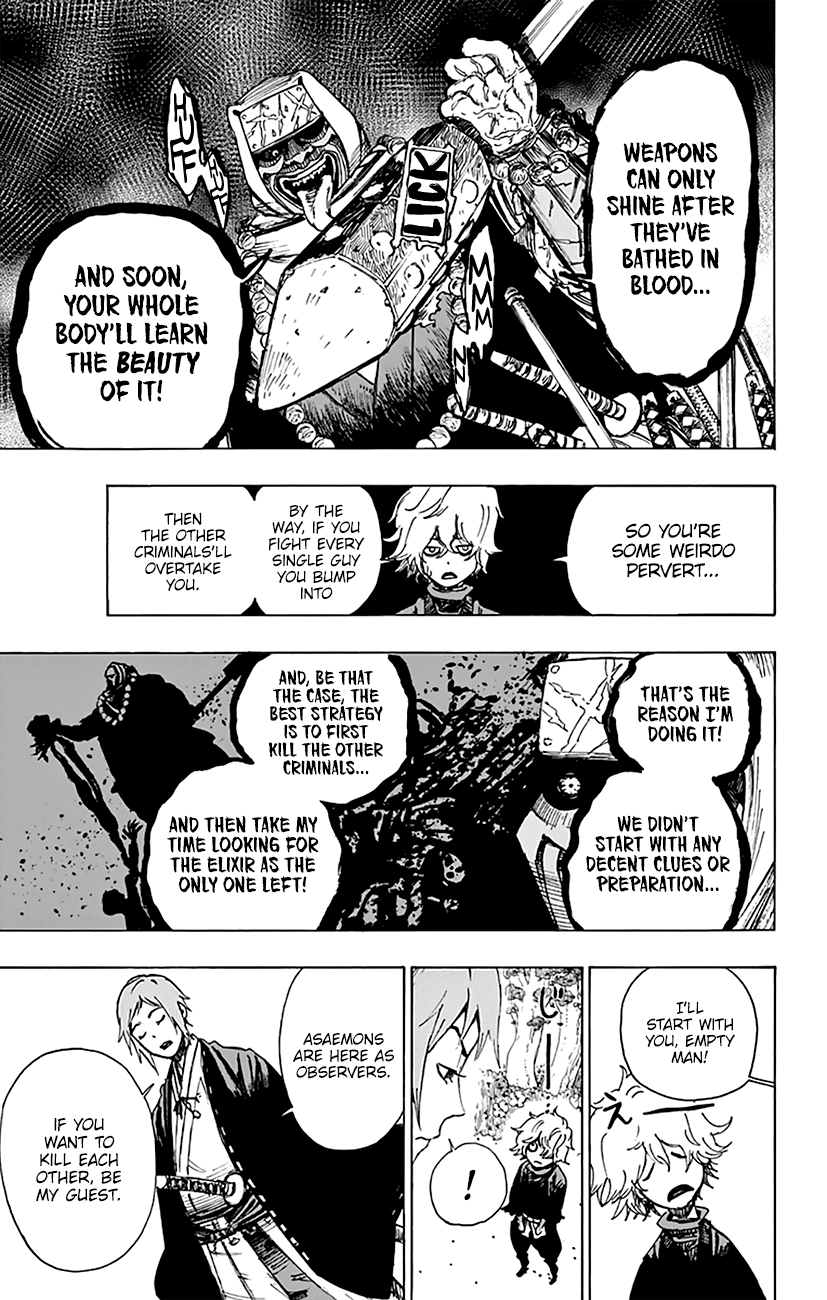 WEAPONS
CAN ONLY
SHINE AFTER
THEY'VE
BATHED IN
BLOOD...
LICK
MMM
NN
HUFF
HUFF
AND SOON,
YOUR WHOLE
BODY'LL LEARN
THE BEAUTY
OF IT!
SO YOU'RE
SOME WEIRDO
PERVERT...
BY THE
WAY, IF YOU
FIGHT EVERY
SINGLE GUY
YOU BUMP
INTO
THEN
THE OTHER
CRIMINALS'LL
OVERTAKE
YOU.
THAT'S THE
REASON I'M
DOING IT!
WE DIDN'T
START WITH ANY
DECENT CLUES OR
PREPARATION...
AND, BE THAT
THE CASE, THE
BEST STRATEGY
IS TO FIRST
KILL THE OTHER
CRIMINALS...
AND THEN TAKE MY
TIME LOOKING FOR
THE ELIXIR AS THE
ONLY ONE LEFT!
I'LL
START WITH
YOU, EMPTY
MAN!
えー
じー
!
ASAEMONS
ARE HERE AS
OBSERVERS.
IF YOU
WANT TO
KILL EACH
OTHER, BE
MY GUEST.